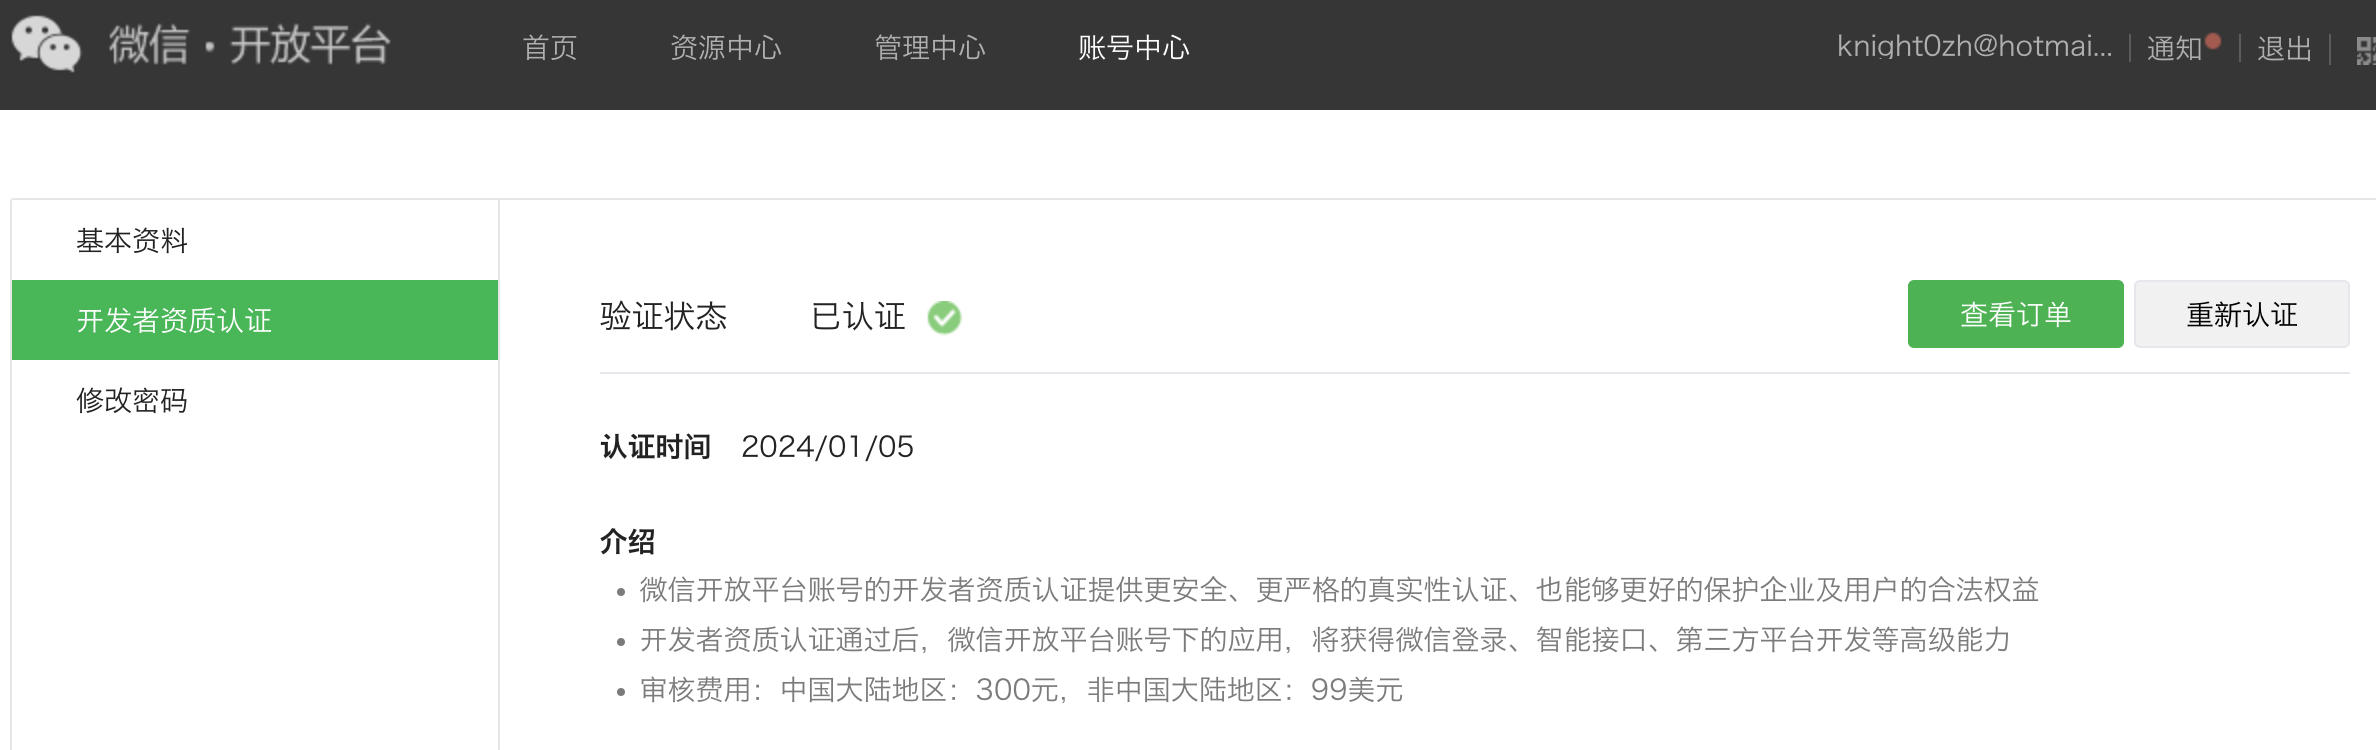 微信·开放平台 首页 资源中心 管理中心 账号中心 knight0zh@hotmai... 通知 退出
基本资料
开发者资质认证
修改密码
验证状态 已认证 查看订单 重新认证
认证时间 2024/01/05
介绍
微信开放平台账号的开发者资质认证提供更安全、更严格的真实性认证、也能够更好的保护企业及用户的合法权益
开发者资质认证通过后，微信开放平台账号下的应用，将获得微信登录、智能接口、第三方平台开发等高级能力
审核费用：中国大陆地区：300元，非中国大陆地区：99美元